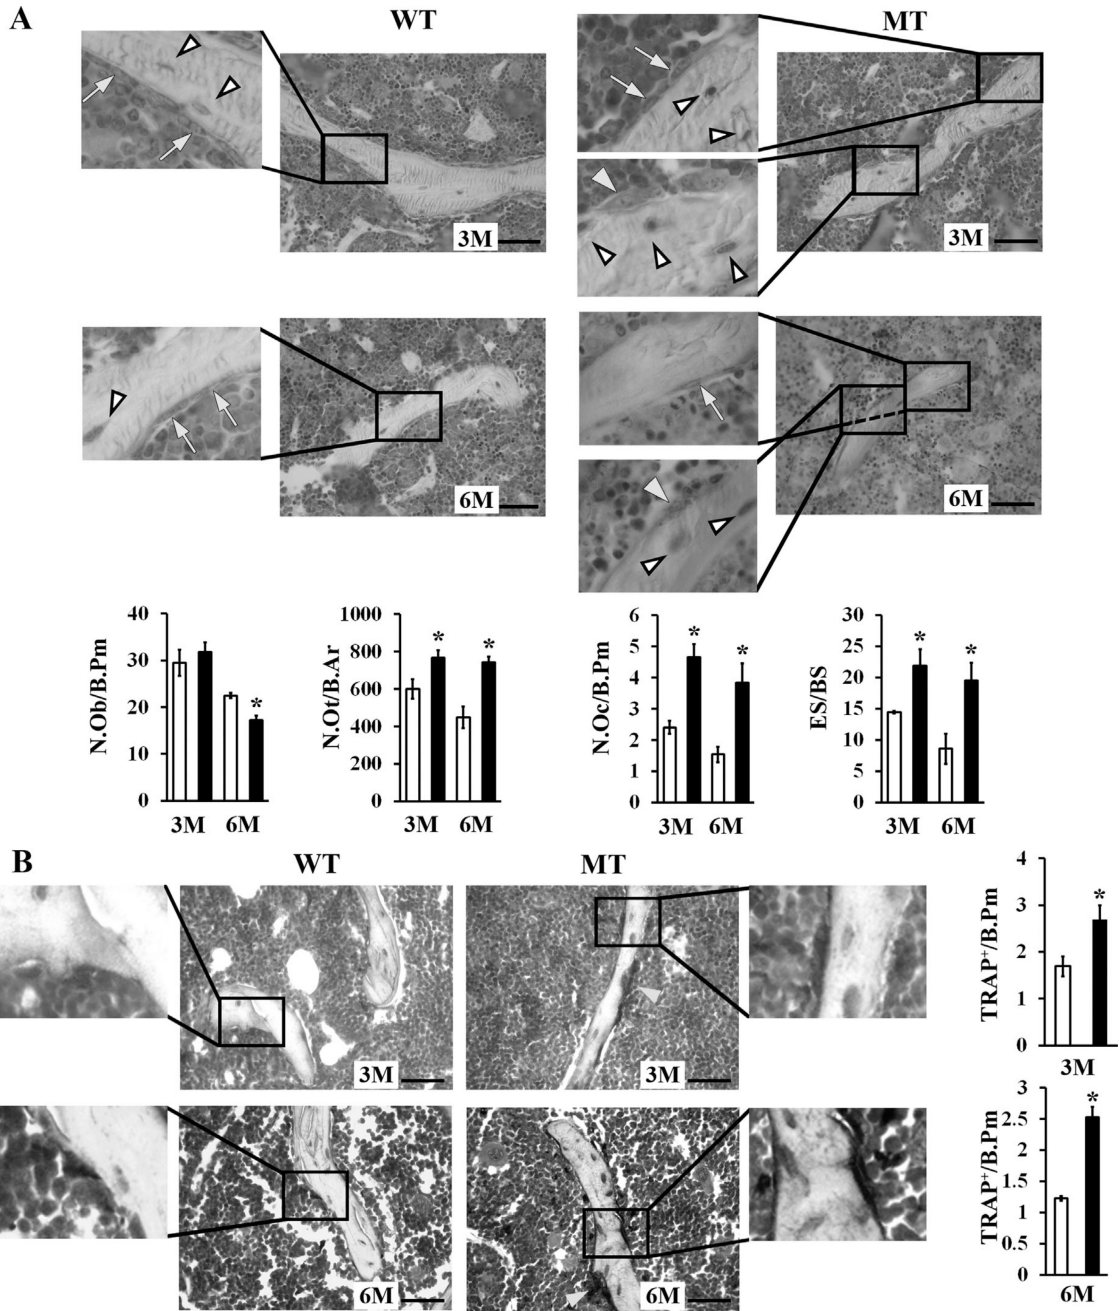 A
WT
MT
3M
3M
6M
6M
N.Ob/B.Pm
40
30
20
10
0
*
3M 6M
N.Ot/B.Ar
1000
800
600
400
200
0
* *
3M 6M
N.Oc/B.Pm
6
5
4
3
2
1
0
* *
3M 6M
ES/BS
30
25
20
15
10
5
0
* *
3M 6M
B
WT
MT
3M
3M
TRAP⁺/B.Pm
4
3
2
1
0
*
3M
6M
6M
TRAP⁺/B.Pm
2.5
2
1.5
1
0.5
0
*
6M